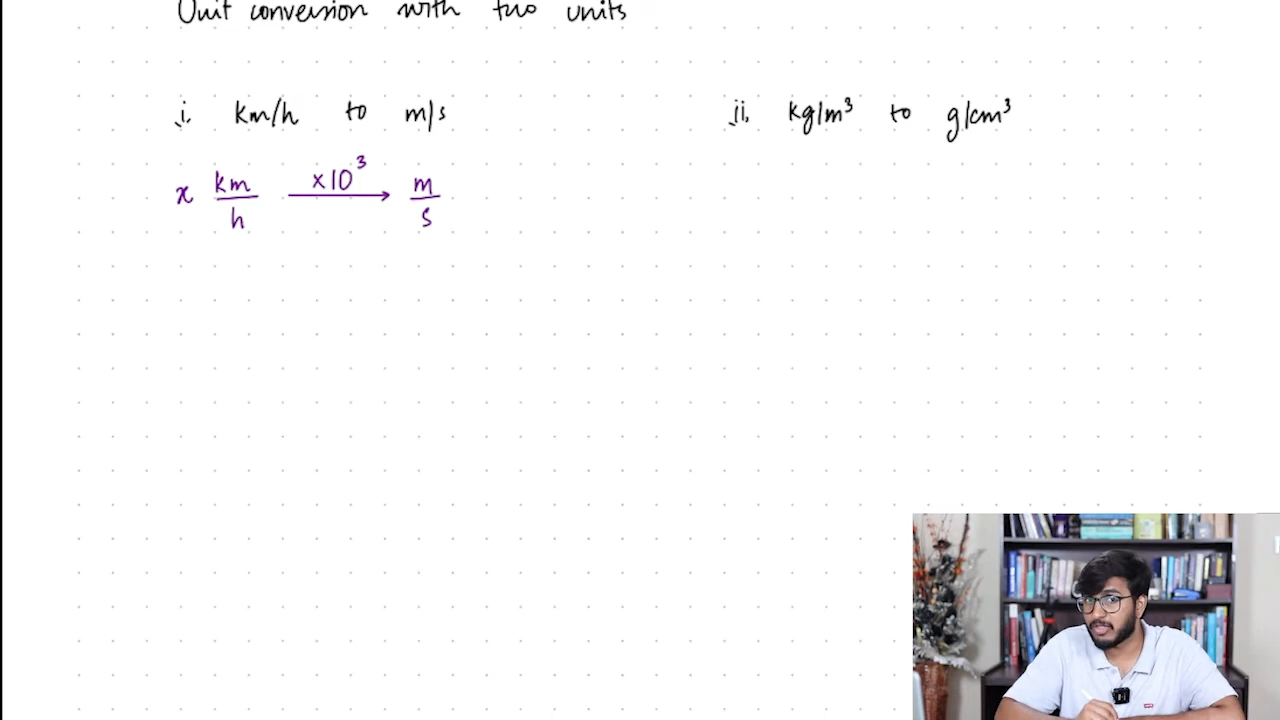 Unit conversion with two units
i. km/h to m/s
x km/h ×10³ → m/s
ii. kg/m³ to g/cm³